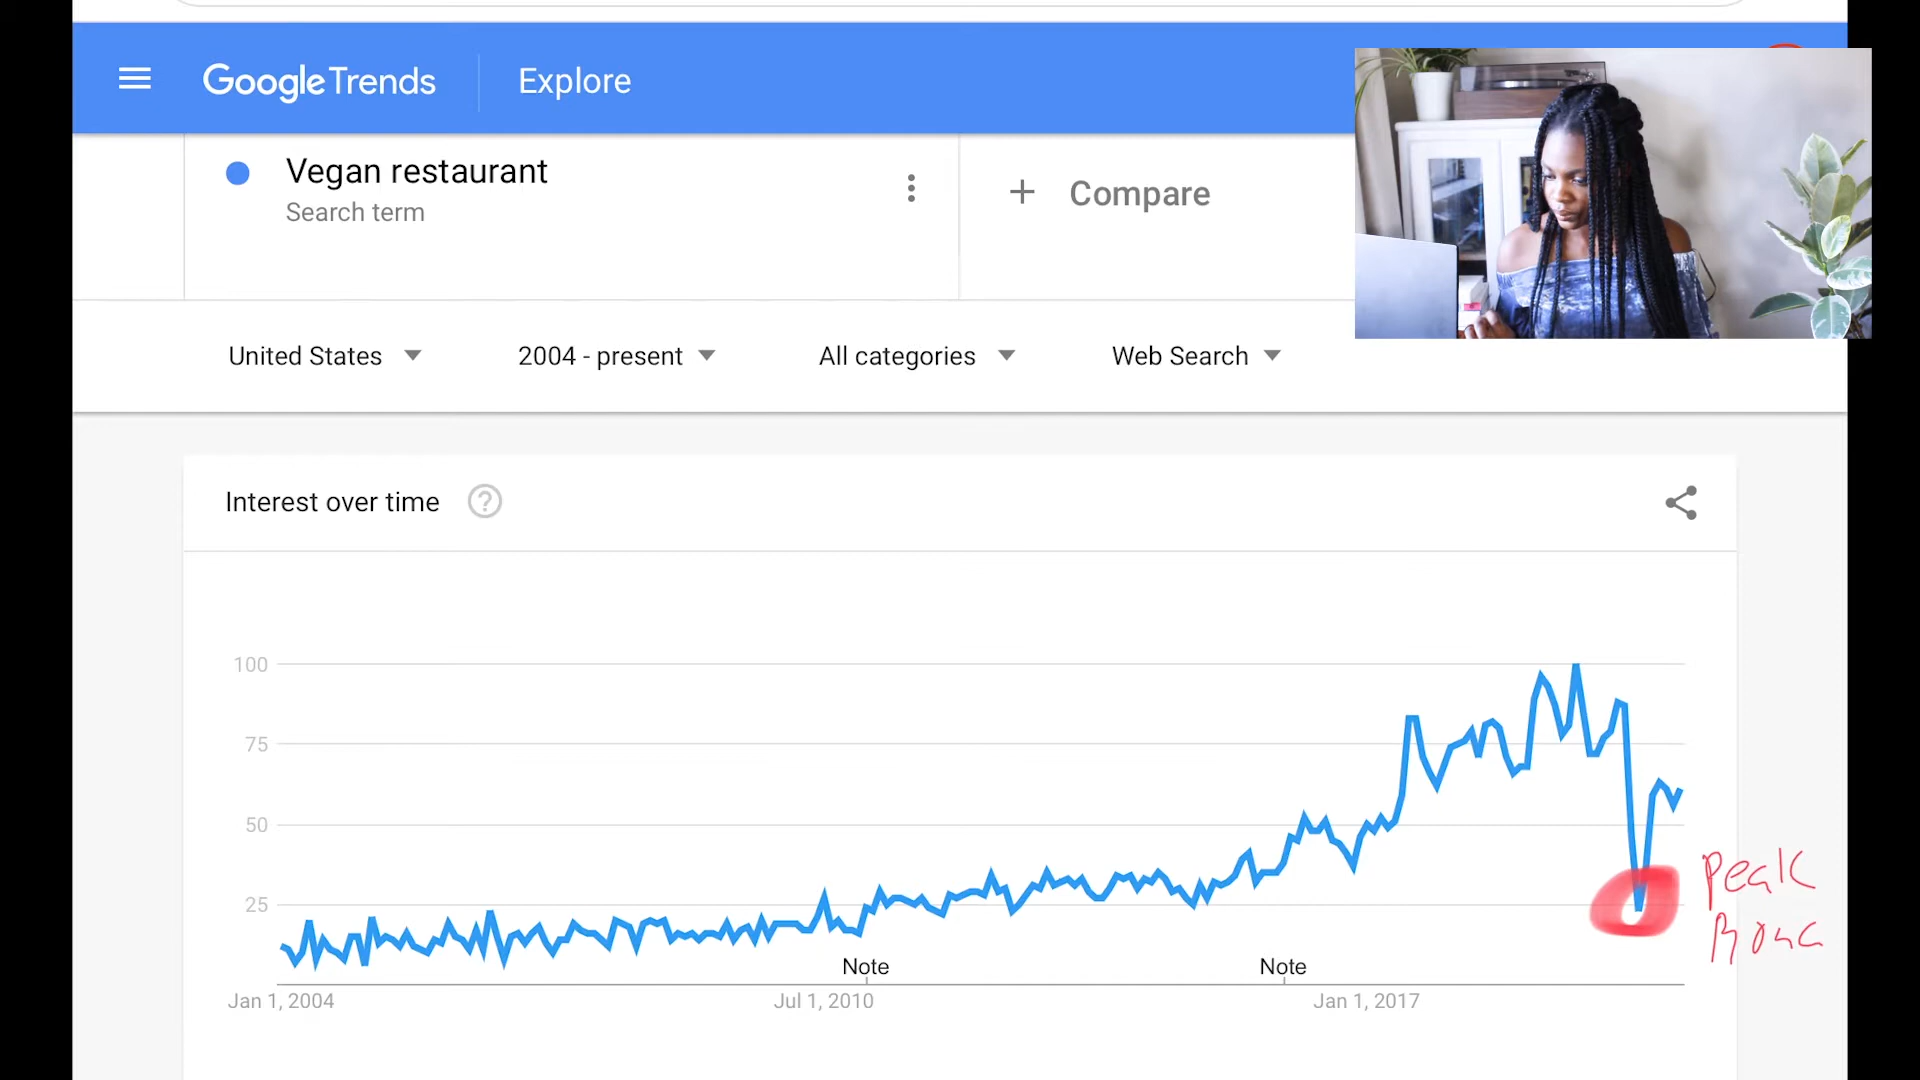 Google Trends Explore
Vegan restaurant
Search term
+ Compare
United States 2004 - present All categories Web Search
Interest over time ?
100
75
50
25
Peak
Rona
Note Note
Jan 1, 2004 Jul 1, 2010 Jan 1, 2017